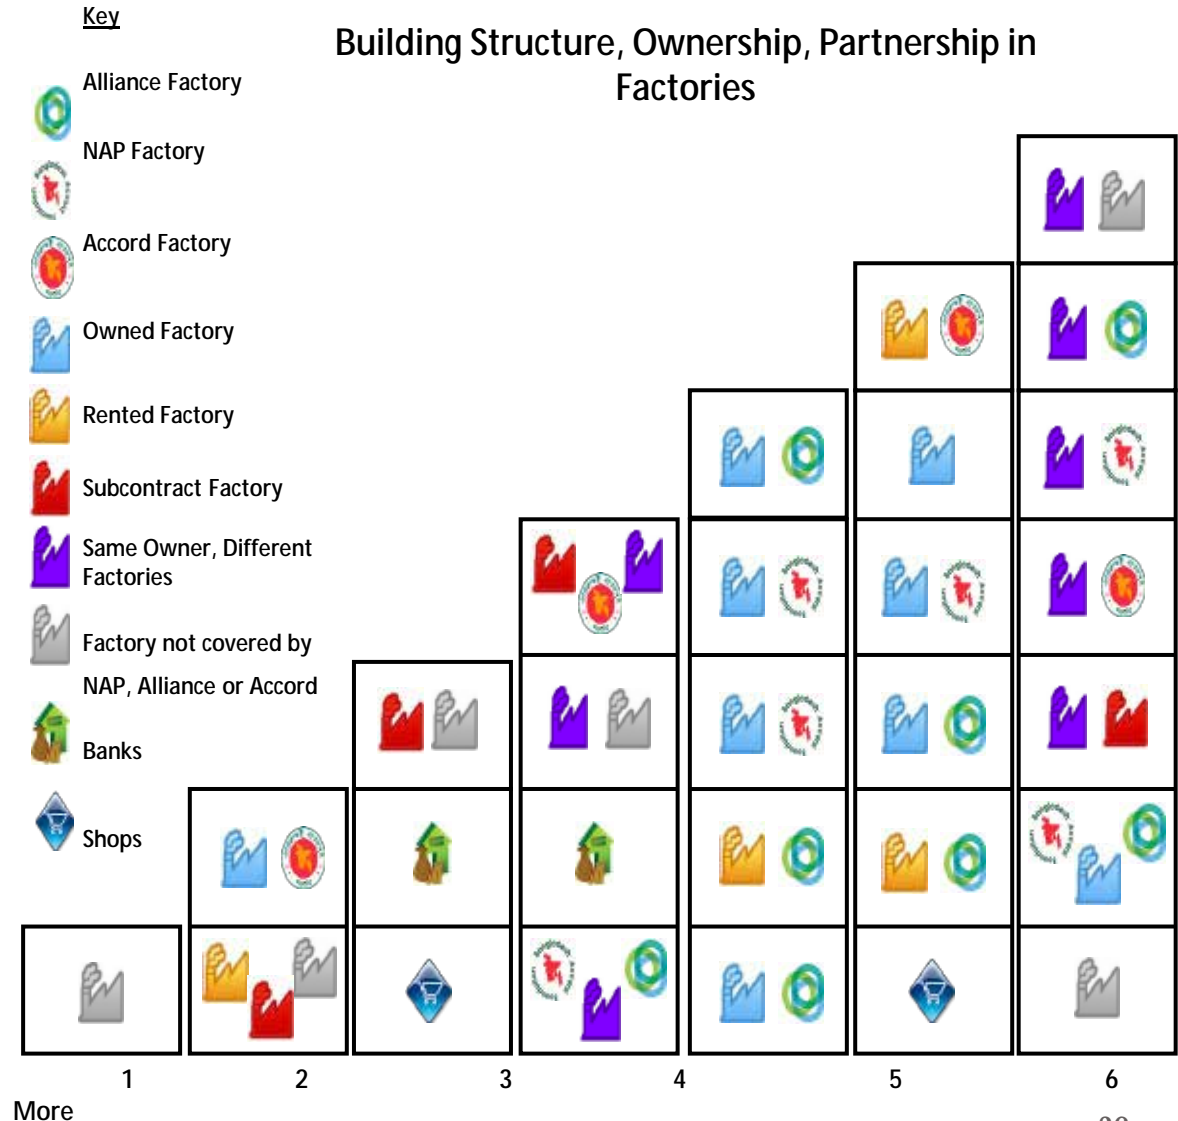 Key
Building Structure, Ownership, Partnership in
Factories
Alliance Factory
NAP Factory
Accord Factory
Owned Factory
Rented Factory
Subcontract Factory
Same Owner, Different
Factories
Factory not covered by
NAP, Alliance or Accord
Banks
Shops
1 2 3 4 5 6
More